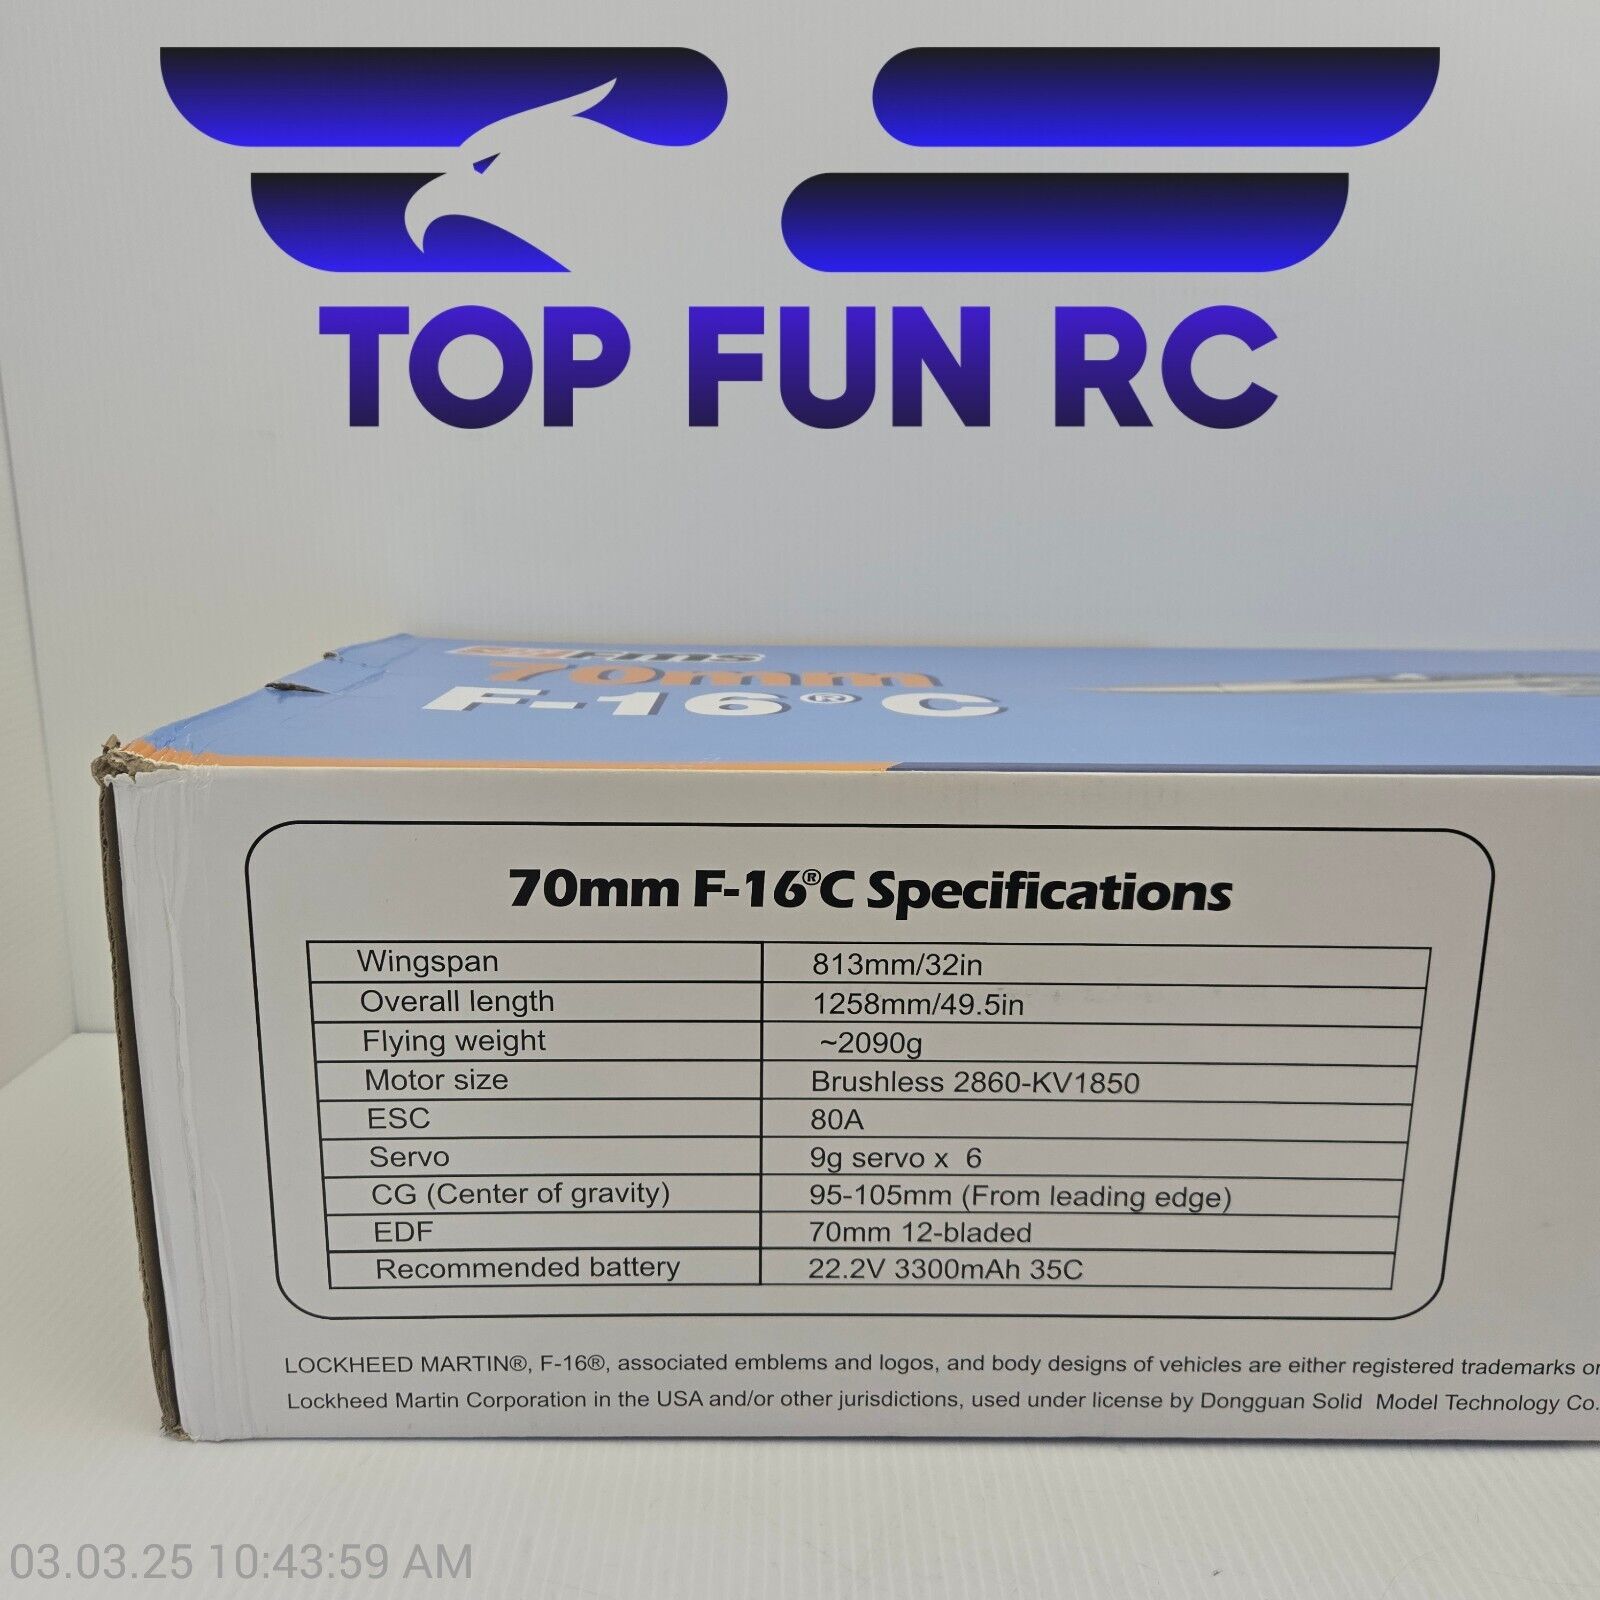 TOP FUN RC
FMS
70mm
F-16® C
70mm F-16®C Specifications
Wingspan 813mm/32in
Overall length 1258mm/49.5in
Flying weight ~2090g
Motor size Brushless 2860-KV1850
ESC 80A
Servo 9g servo x 6
CG (Center of gravity) 95-105mm (From leading edge)
EDF 70mm 12-bladed
Recommended battery 22.2V 3300mAh 35C
LOCKHEED MARTIN®, F-16®, associated emblems and logos, and body designs of vehicles are either registered trademarks or
Lockheed Martin Corporation in the USA and/or other jurisdictions, used under license by Dongguan Solid Model Technology Co.
03.03.25 10:43:59 AM